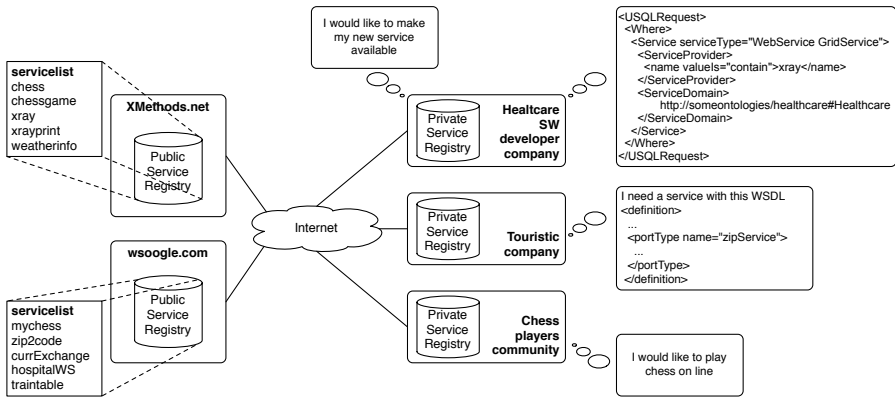 I would like to make
my new service
available
<USQLRequest>
<Where>
<Service serviceType="WebService GridService">
<ServiceProvider>
<name valueIs="contain">xray</name>
</ServiceProvider>
<ServiceDomain>
http://someontologies/healthcare#Healthcare
</ServiceDomain>
</Service>
</Where>
</USQLRequest>
servicelist
chess
chessgame
xray
xrayprint
weatherinfo
XMethods.net
Public
Service
Registry
Private
Service
Registry
Healtcare
SW
developer
company
Internet
Private
Service
Registry
Touristic
company
I need a service with this WSDL
<definition>
...
<portType name="zipService">
...
</portType>
</definition>
wsoogle.com
Public
Service
Registry
servicelist
mychess
zip2code
currExchange
hospitalWS
traintable
Private
Service
Registry
Chess
players
community
I would like to play
chess on line